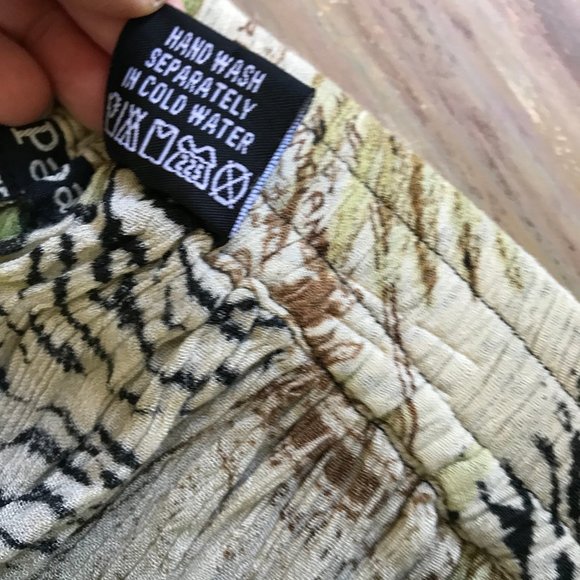 HAND WASH
SEPARATELY
IN COLD WATER